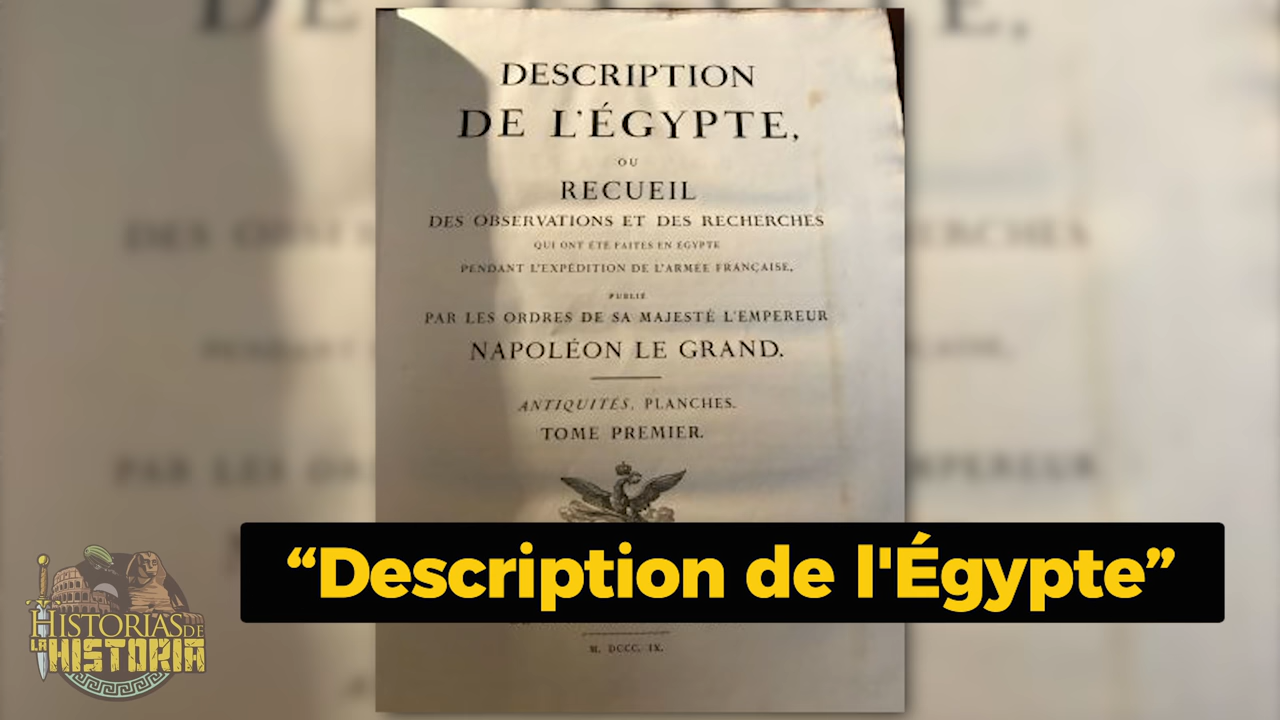 DESCRIPTION
DE L'ÉGYPTE,
OU
RECUEIL
DES OBSERVATIONS ET DES RECHERCHES
QUI ONT ÉTÉ FAITES EN ÉGYPTE
PENDANT L'EXPÉDITION DE L'ARMÉE FRANÇAISE,
PUBLIÉ
PAR LES ORDRES DE SA MAJESTÉ L'EMPEREUR
NAPOLÉON LE GRAND.
ANTIQUITÉS, PLANCHES.
TOME PREMIER.
“Description de l'Égypte”
HISTORIAS DE
LA HISTORIA
M. DCCC. IX.